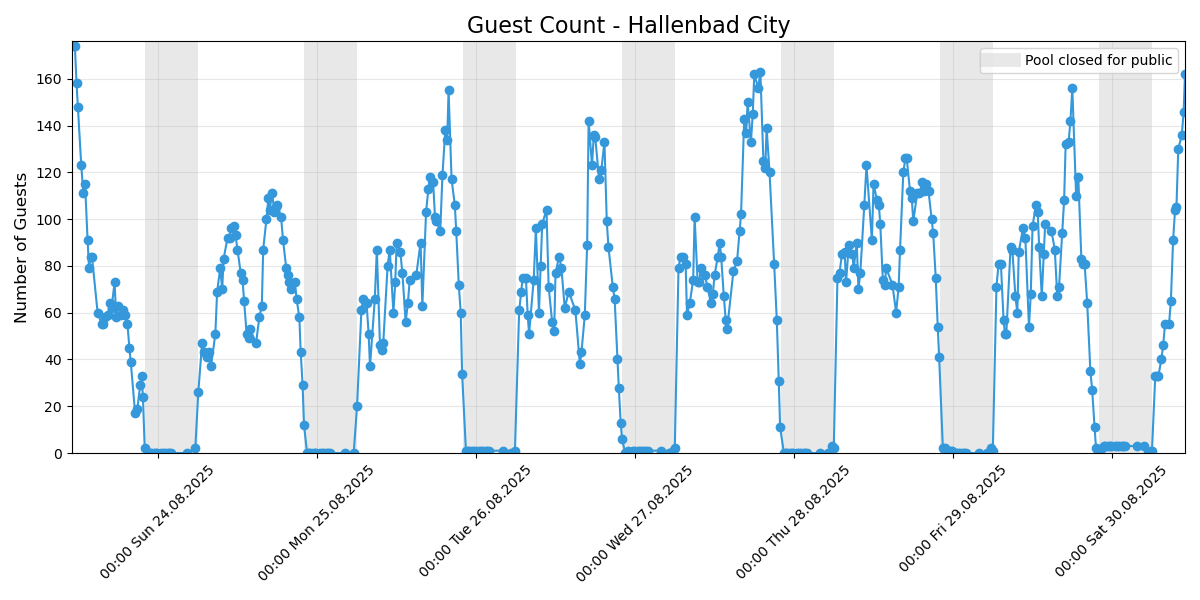 Guest Count - Hallenbad City
Pool closed for public
Number of Guests
160
140
120
100
80
60
40
20
0
00:00 Sun 24.08.2025
00:00 Mon 25.08.2025
00:00 Tue 26.08.2025
00:00 Wed 27.08.2025
00:00 Thu 28.08.2025
00:00 Fri 29.08.2025
00:00 Sat 30.08.2025